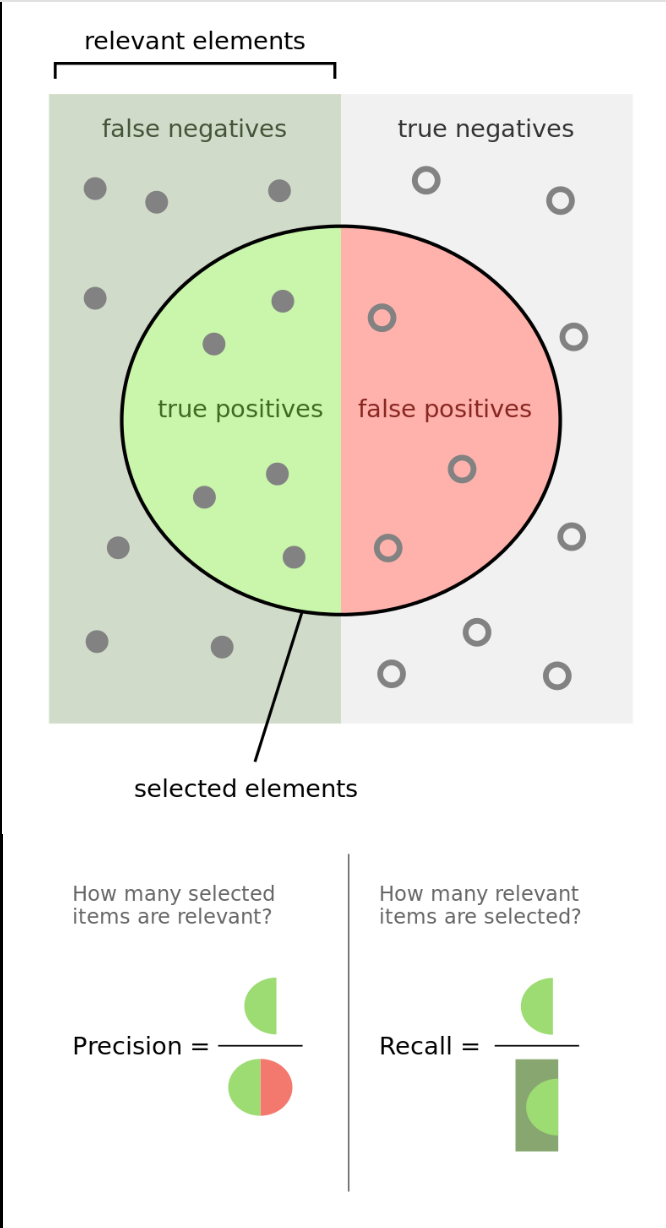 relevant elements
false negatives
true negatives
true positives
false positives
selected elements
How many selected
items are relevant?
How many relevant
items are selected?
Precision =
Recall =